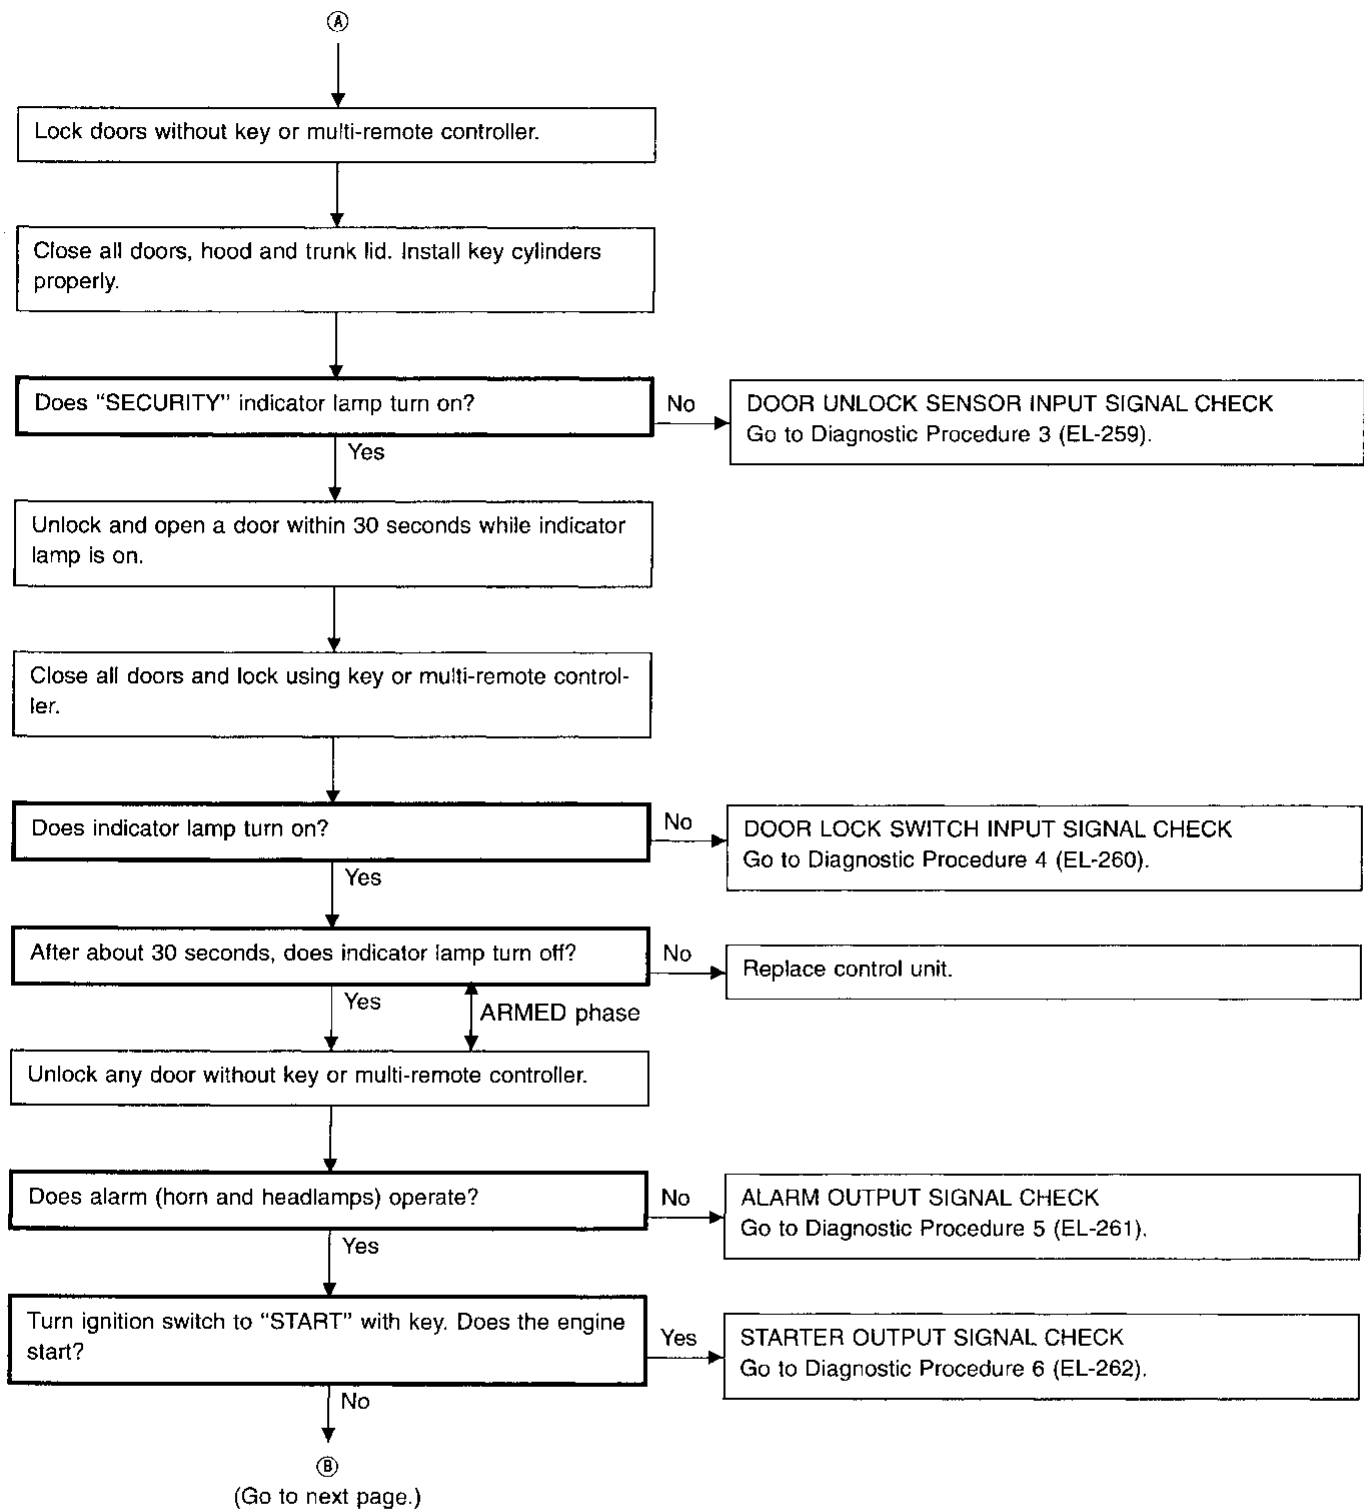 Ⓐ
Lock doors without key or multi-remote controller.
Close all doors, hood and trunk lid. Install key cylinders
properly.
Does “SECURITY” indicator lamp turn on?
No
DOOR UNLOCK SENSOR INPUT SIGNAL CHECK
Go to Diagnostic Procedure 3 (EL-259).
Yes
Unlock and open a door within 30 seconds while indicator
lamp is on.
Close all doors and lock using key or multi-remote control-
ler.
Does indicator lamp turn on?
No
DOOR LOCK SWITCH INPUT SIGNAL CHECK
Go to Diagnostic Procedure 4 (EL-260).
Yes
After about 30 seconds, does indicator lamp turn off?
No
Replace control unit.
Yes
ARMED phase
Unlock any door without key or multi-remote controller.
Does alarm (horn and headlamps) operate?
No
ALARM OUTPUT SIGNAL CHECK
Go to Diagnostic Procedure 5 (EL-261).
Yes
Turn ignition switch to “START” with key. Does the engine
start?
Yes
STARTER OUTPUT SIGNAL CHECK
Go to Diagnostic Procedure 6 (EL-262).
No
Ⓑ
(Go to next page.)